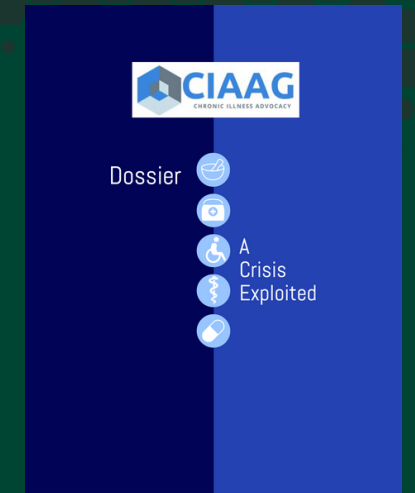 CIAAG
CHRONIC ILLNESS ADVOCACY
Dossier
A
Crisis
Exploited